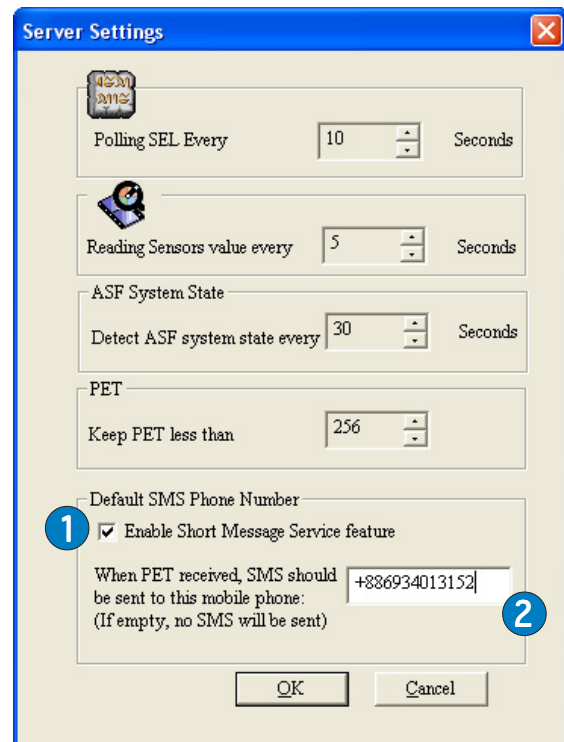 Server Settings
Polling SEL Every 10 Seconds
Reading Sensors value every 5 Seconds
ASF System State
Detect ASF system state every 30 Seconds
PET
Keep PET less than 256
Default SMS Phone Number
1 Enable Short Message Service feature
When PET received, SMS should
be sent to this mobile phone:
(If empty, no SMS will be sent)
+886934013152
2
OK Cancel